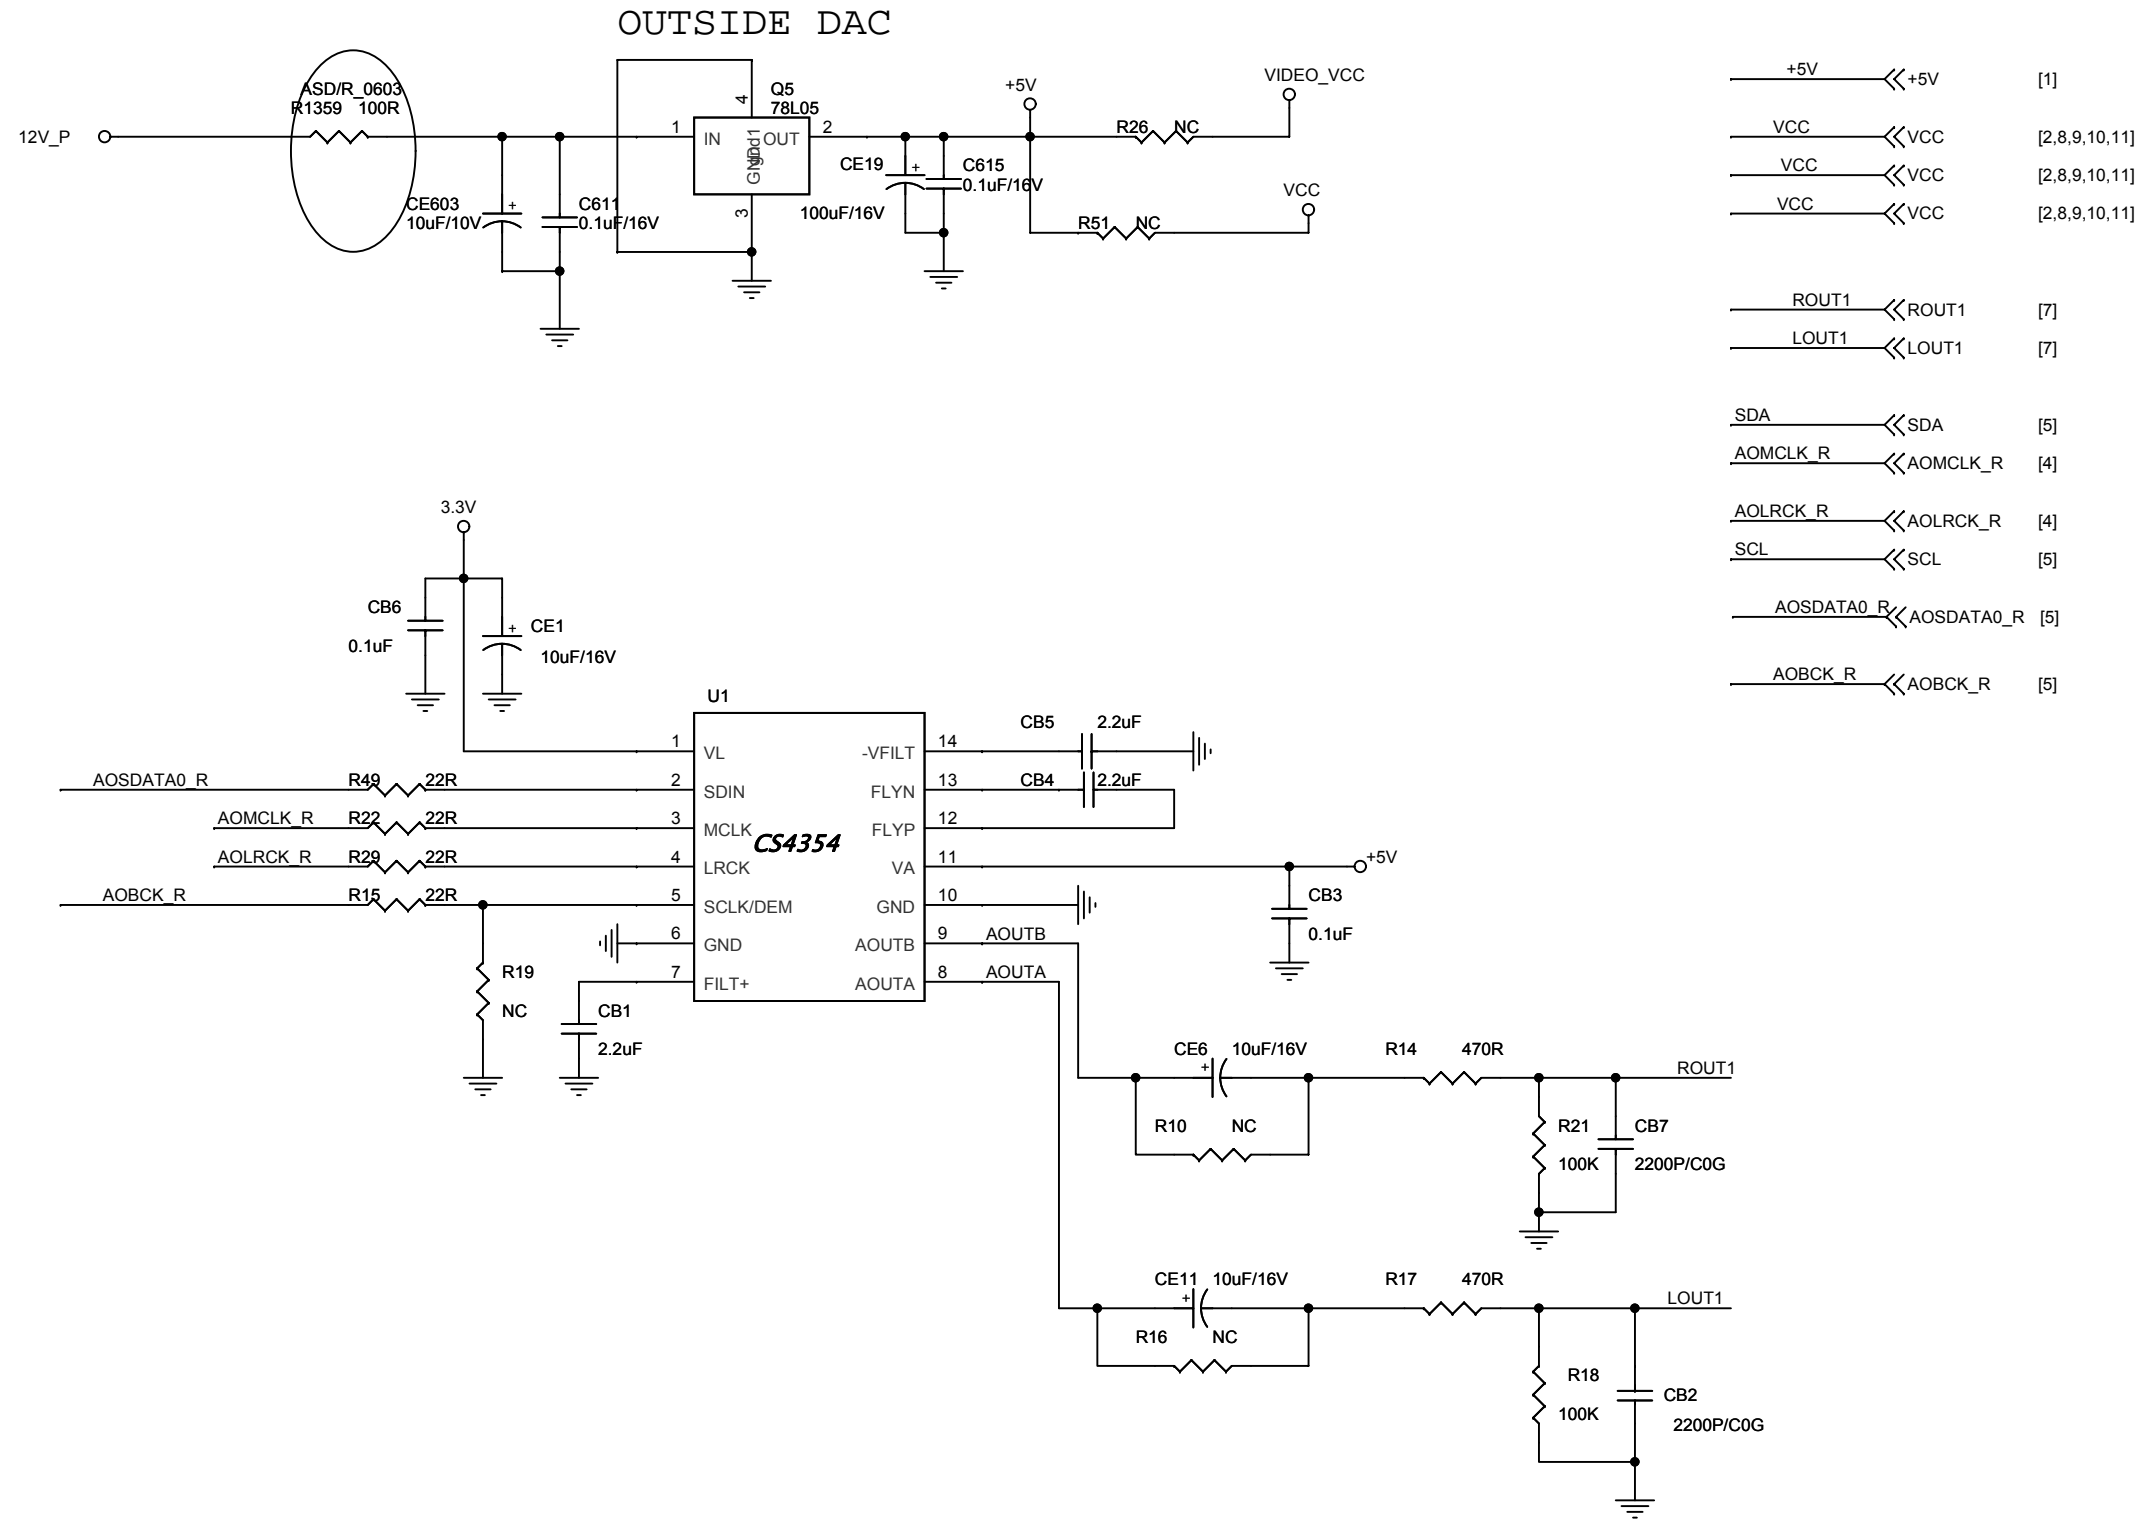 OUTSIDE DAC
ASD/R_0603
R1359 100R
12V_P
CE603
10uF/10V
+
C611
0.1uF/16V
Q5
78L05
1
IN
4
GND
gnd1
3
OUT
2
CE19
+
100uF/16V
C615
0.1uF/16V
+5V
R26 NC
VIDEO_VCC
R51 NC
VCC
+5V +5V [1]
VCC VCC [2,8,9,10,11]
VCC VCC [2,8,9,10,11]
VCC VCC [2,8,9,10,11]
ROUT1 ROUT1 [7]
LOUT1 LOUT1 [7]
SDA SDA [5]
AOMCLK_R AOMCLK_R [4]
AOLRCK_R AOLRCK_R [4]
SCL SCL [5]
AOSDATA0_R AOSDATA0_R [5]
AOBCK_R AOBCK_R [5]
3.3V
CB6
0.1uF
+
CE1
10uF/16V
U1
CS4354
1 VL
AOSDATA0_R R49 22R 2 SDIN
AOMCLK_R R22 22R 3 MCLK
AOLRCK_R R29 22R 4 LRCK
AOBCK_R R15 22R 5 SCLK/DEM
6 GND
7 FILT+
R19
NC
CB1
2.2uF
-VFILT 14 CB5 2.2uF
FLYN 13 CB4 2.2uF
FLYP 12
VA 11 +5V
GND 10
AOUTB 9 AOUTB
AOUTA 8 AOUTA
CB3
0.1uF
CE6 10uF/16V
+
R10 NC
R14 470R
ROUT1
R21
100K
CB7
2200P/C0G
CE11 10uF/16V
+
R16 NC
R17 470R
LOUT1
R18
100K
CB2
2200P/C0G